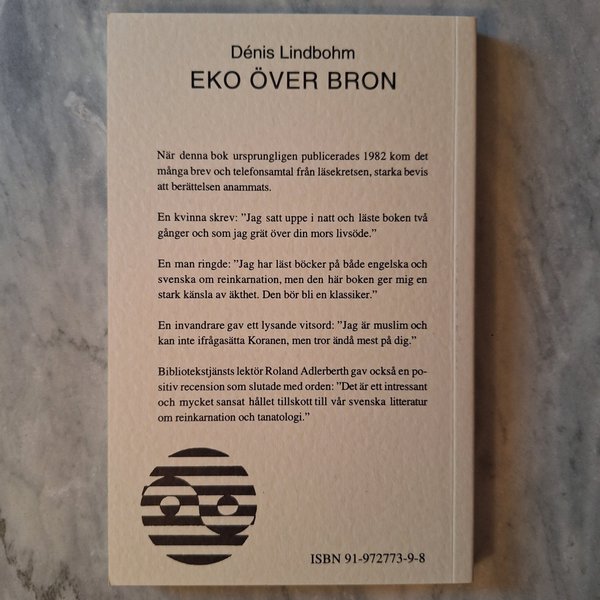 Dénis Lindbohm
EKO ÖVER BRON
När denna bok ursprungligen publicerades 1982 kom det
många brev och telefonsamtal från läsekretsen, starka bevis
att berättelsen anammats.
En kvinna skrev: ”Jag satt uppe i natt och läste boken två
gånger och som jag grät över din mors livsöde.”
En man ringde: ”Jag har läst böcker på både engelska och
svenska om reinkarnation, men den här boken ger mig en
stark känsla av äkthet. Den bör bli en klassiker.”
En invandrare gav ett lysande vitsord: ”Jag är muslim och
kan inte ifrågasätta Koranen, men tror ändå mest på dig.”
Bibliotekstjänsts lektör Roland Adlerberth gav också en po-
sitiv recension som slutade med orden: ”Det är ett intressant
och mycket sansat hållet tillskott till vår svenska litteratur
om reinkarnation och tanatologi.”
ISBN 91-972773-9-8